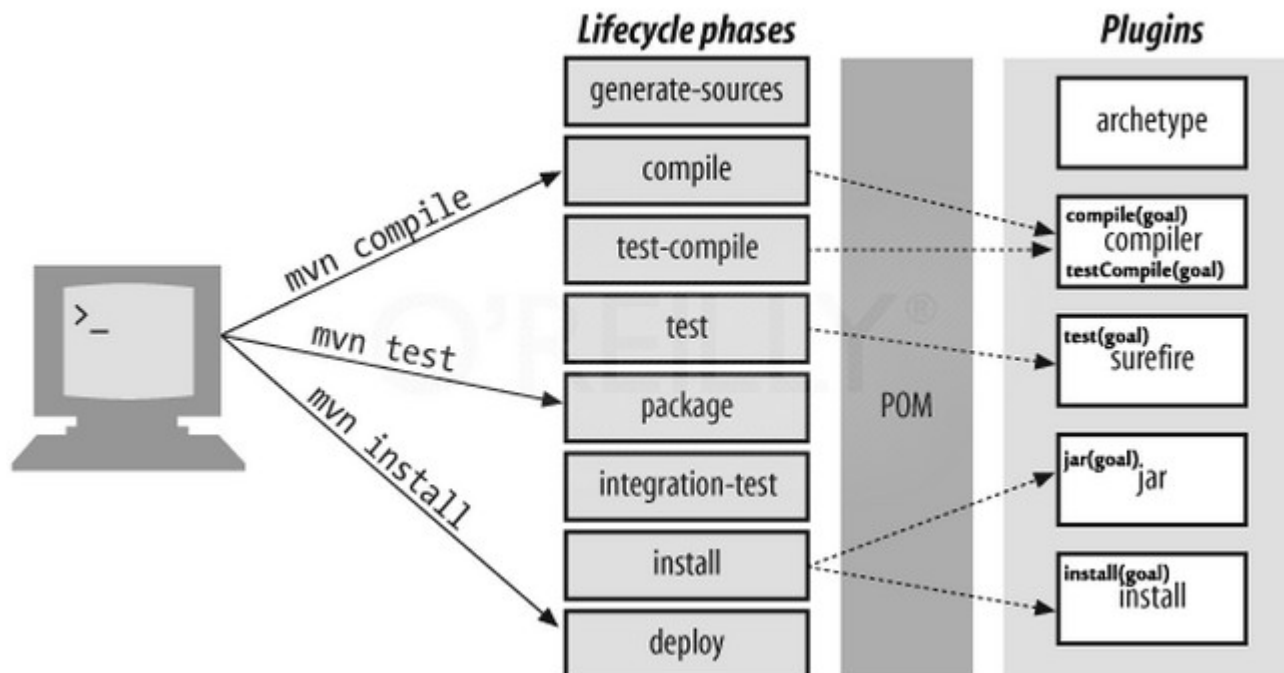 Lifecycle phases
Plugins
generate-sources
compile
test-compile
test
package
integration-test
install
deploy
mvn compile
mvn test
mvn install
>_
POM
O'REILLY®
archetype
compile(goal)
compiler
testCompile(goal)
test(goal)
surefire
jar(goal).
jar
install(goal)
install